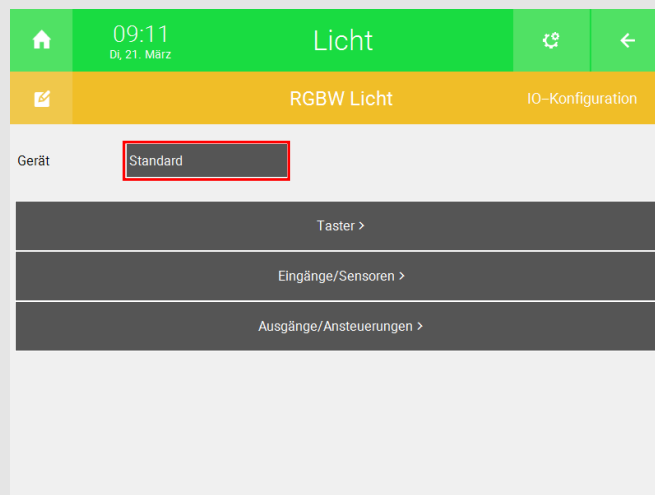 09:11
Di, 21. März
Licht
RGBW Licht
IO-Konfiguration
Gerät
Standard
Taster >
Eingänge/Sensoren >
Ausgänge/Ansteuerungen >